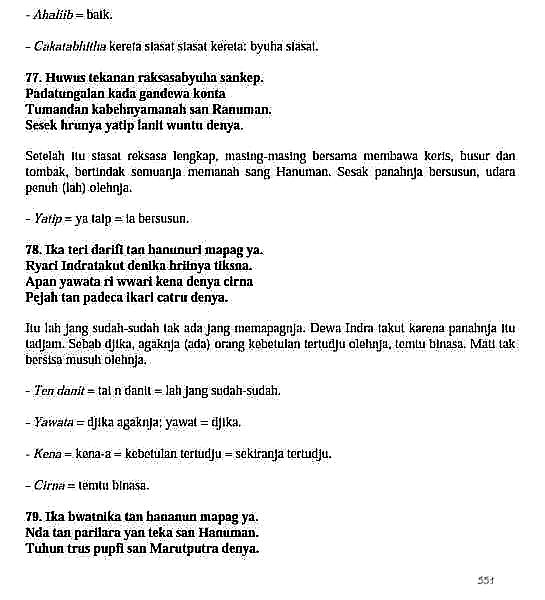 - Ahaliib = baik.
- Cakatabhitha kereta siasat siasat kereta: byuha siasat.
77. Huwus tekanan raksasabyuha sankep.
Padatungalan kada gandewa konta
Tumandan kabehnyamanah san Ranuman.
Sesek hrunya yatip lanit wuntu denya.
Setelah itu siasat reksasa lengkap, masing-masing bersama membawa keris, busur dan
tombak, bertindak semuanja memanah sang Hanuman. Sesak panahnja bersusun, udara
penuh (lah) olehnja.
- Yatip = ya taip = ia bersusun.
78. Ika teri darifi tan hanunuri mapag ya.
Ryari Indratakut denika hriinya tiksna.
Apan yawata ri wwari kena denya cirna
Pejah tan padeca ikari catru denya.
Itu lah jang sudah-sudah tak ada jang memapagnja. Dewa Indra takut karena panahnja itu
tadjam. Sebab djika, agaknja (ada) orang kebetulan tertudju olehnja, temtu binasa. Mati tak
bersisa musuh olehnja.
- Ten danit = tai n danit = lah jang sudah-sudah.
- Yawata = djika agaknja; yawat = djika.
- Kena = kena-a = kebetulan tertudju = sekiranja tertudju.
- Cirna = temtu binasa.
79. Ika bwatnika tan hananun mapag ya.
Nda tan parilara yan teka san Hanuman.
Tuhun trus pupfi san Marutputra denya.
551